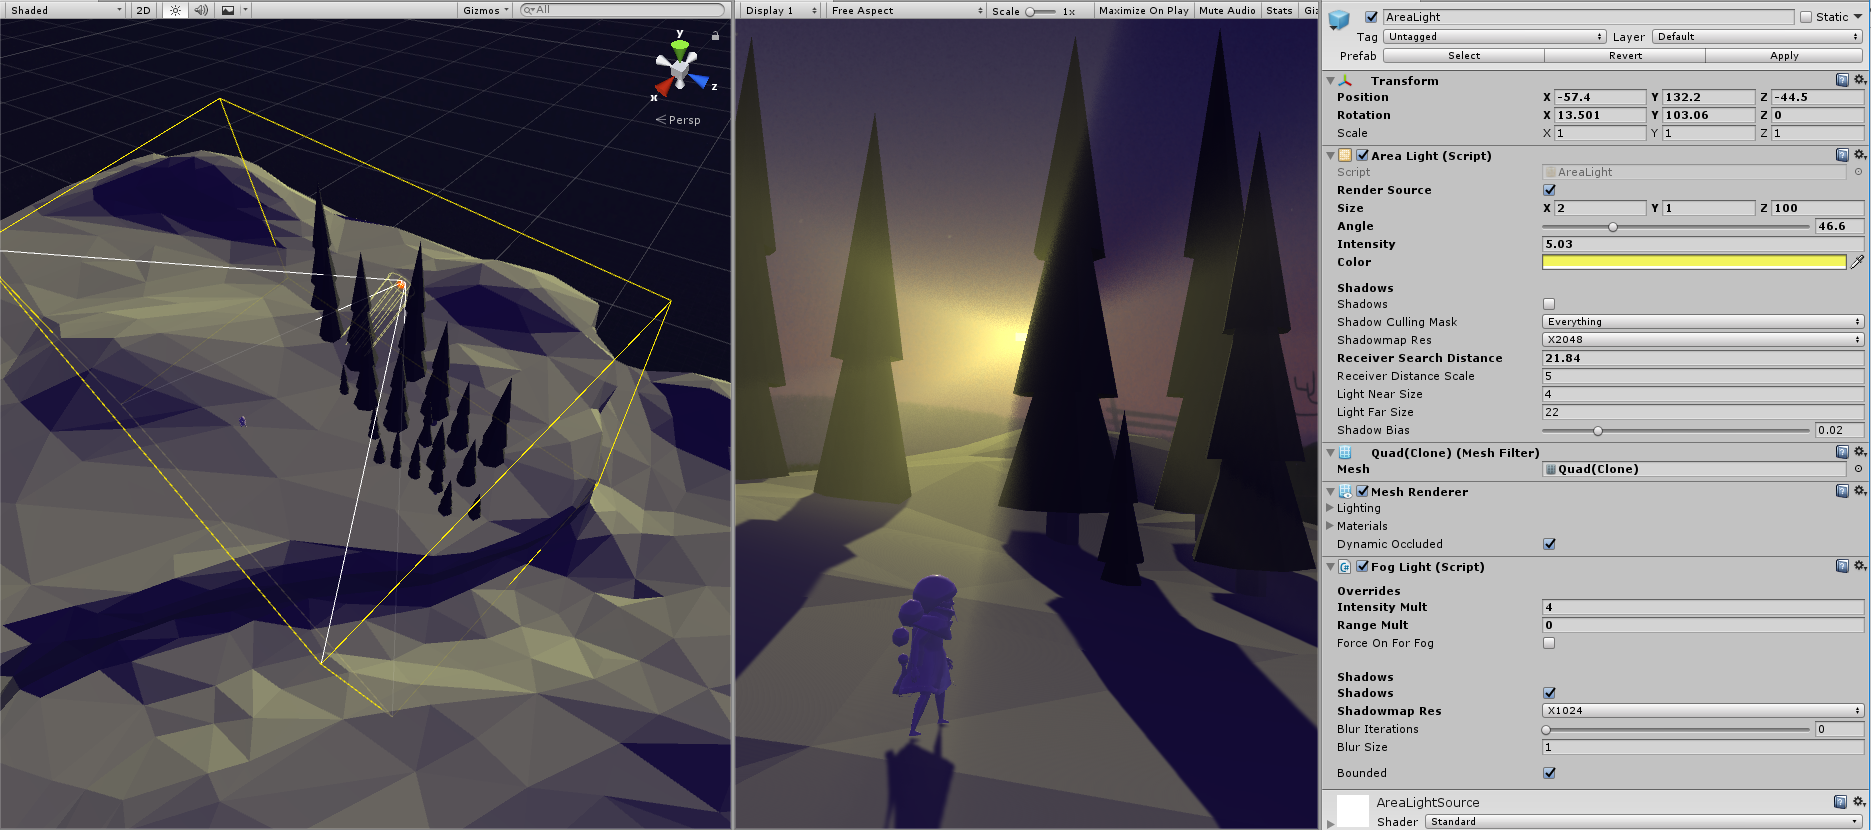 Shaded
2D
Gizmos
All
y
x
z
Persp
Display 1
Free Aspect
Scale
1x
Maximize On Play
Mute Audio
Stats
Giz
AreaLight
Static
Tag Untagged Layer Default
Prefab Select Revert Apply
Transform
Position X -57.4 Y 132.2 Z -44.5
Rotation X 13.501 Y 103.06 Z 0
Scale X 1 Y 1 Z 1
Area Light (Script)
Script AreaLight
Render Source
Size X 2 Y 1 Z 100
Angle 46.6
Intensity 5.03
Color
Shadows
Shadows
Shadow Culling Mask Everything
Shadowmap Res X2048
Receiver Search Distance 21.84
Receiver Distance Scale 5
Light Near Size 4
Light Far Size 22
Shadow Bias 0.02
Quad(Clone) (Mesh Filter)
Mesh Quad(Clone)
Mesh Renderer
Lighting
Materials
Dynamic Occluded
Fog Light (Script)
Overrides
Intensity Mult 4
Range Mult 0
Force On For Fog
Shadows
Shadows
Shadowmap Res X1024
Blur Iterations 0
Blur Size 1
Bounded
AreaLightSource
Shader Standard